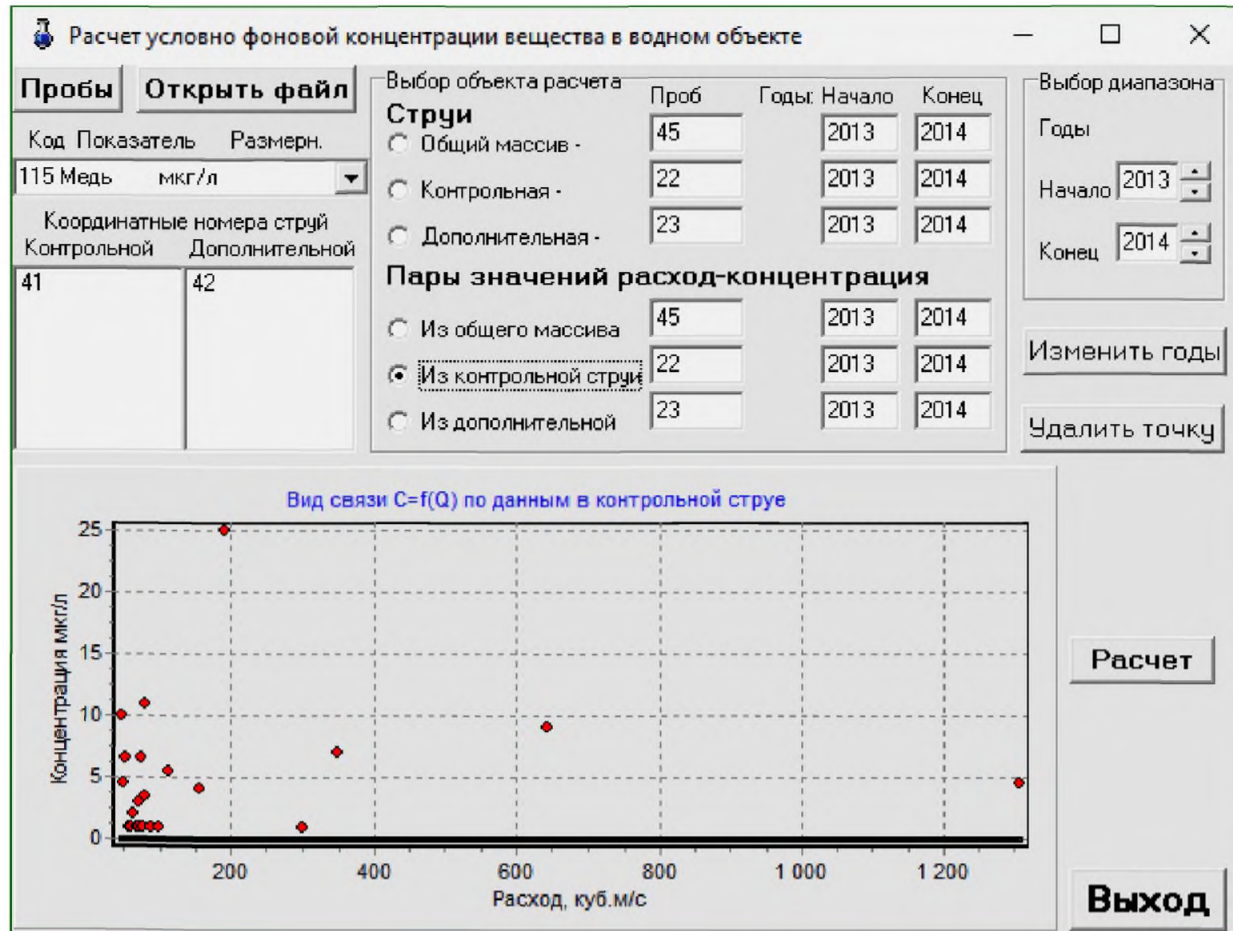 Расчет условно фоновой концентрации вещества в водном объекте
Пробы Открыть файл
Код Показатель Размерн.
115 Медь мкг/л
Координатные номера струй
Контрольной Дополнительной
41 42
Выбор объекта расчета
Проб Годы: Начало Конец
Струи
Общий массив - 45 2013 2014
Контрольная - 22 2013 2014
Дополнительная - 23 2013 2014
Пары значений расход-концентрация
Из общего массива 45 2013 2014
Из контрольной струи 22 2013 2014
Из дополнительной 23 2013 2014
Выбор диапазона
Годы
Начало 2013
Конец 2014
Изменить годы
Удалить точку
Вид связи C=f(Q) по данным в контрольной струе
Концентрация мкг/л
25
20
15
10
5
0
200 400 600 800 1 000 1 200
Расход, куб.м/с
Расчет
Выход